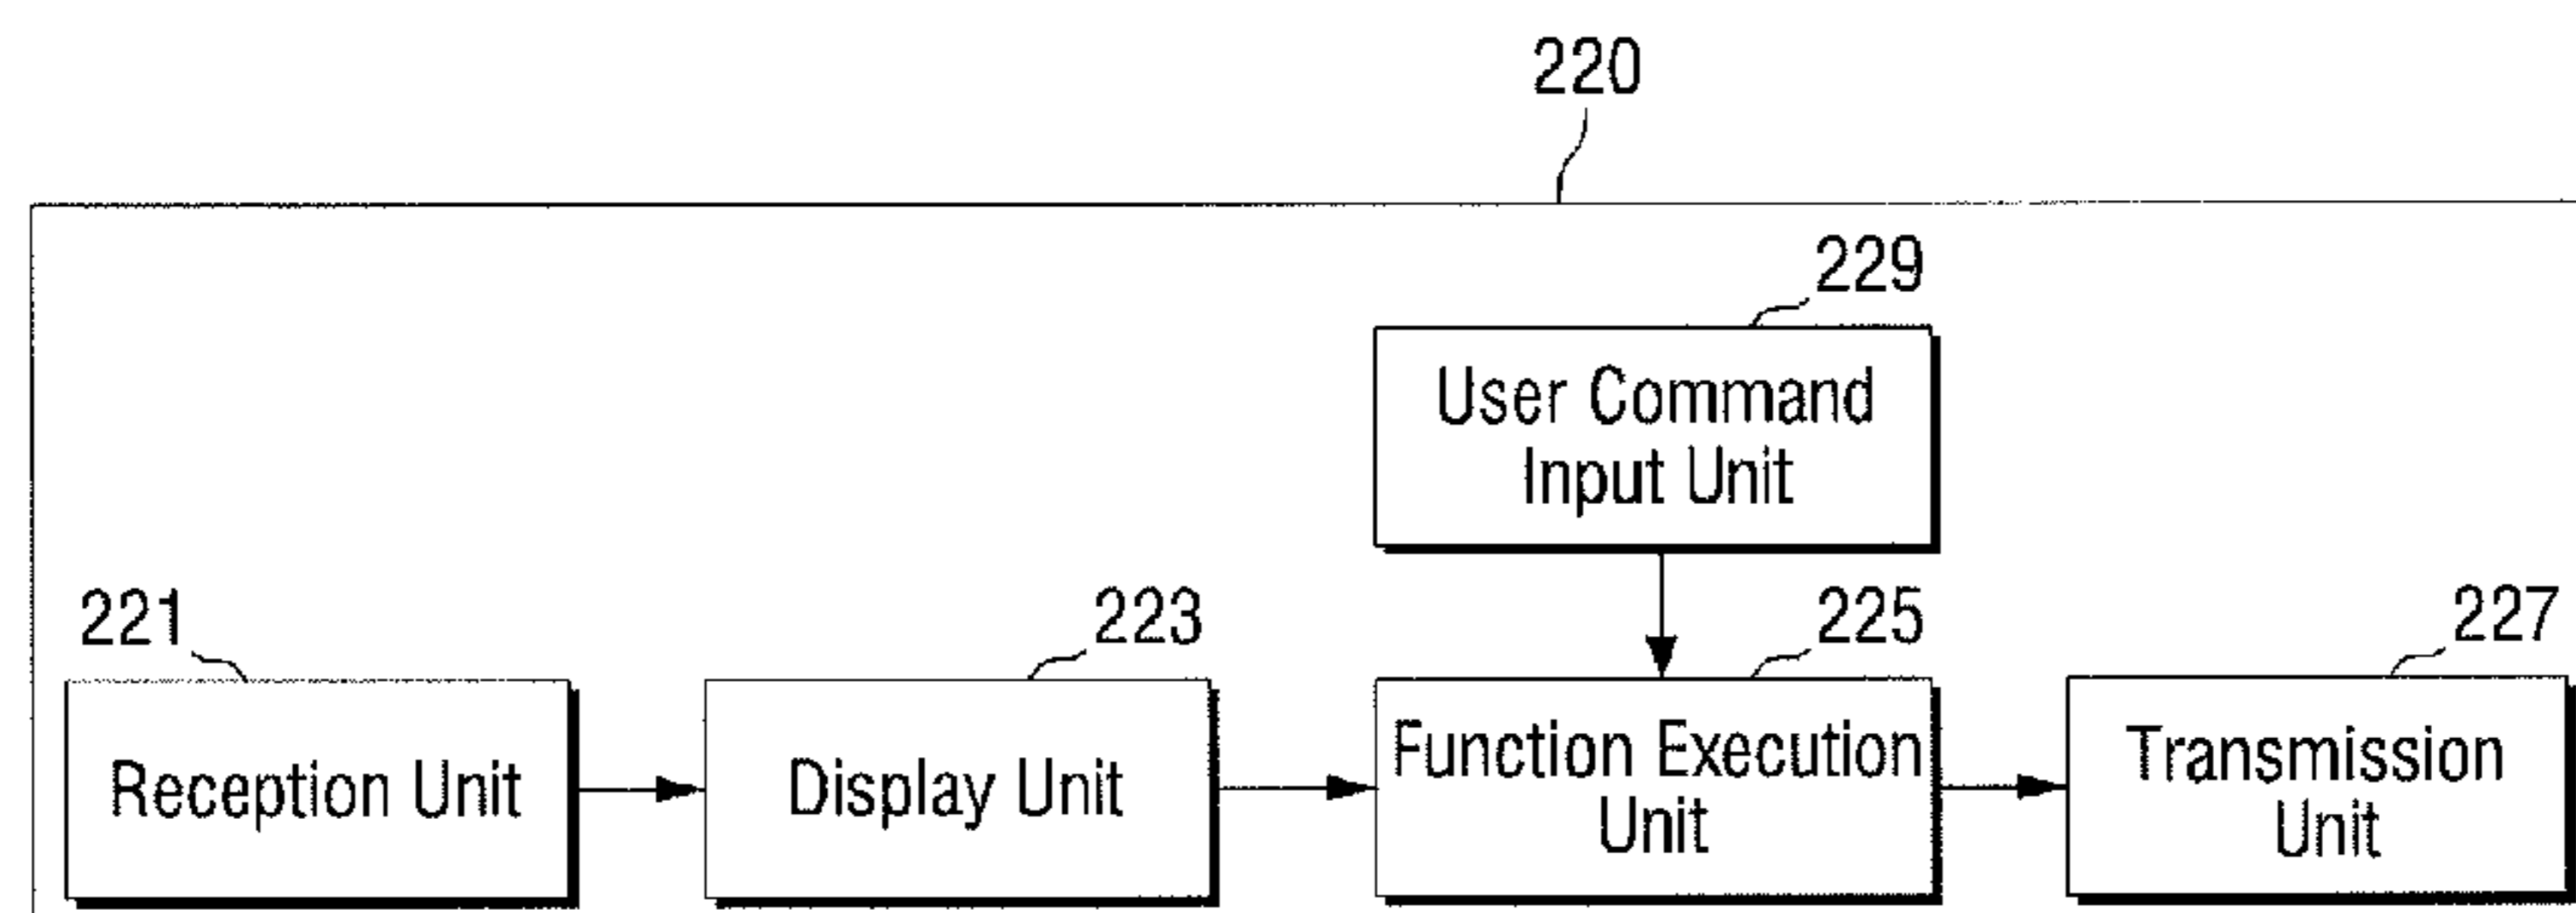 220
229
User Command
Input Unit
221
223
225
227
Reception Unit
Display Unit
Function Execution
Unit
Transmission
Unit